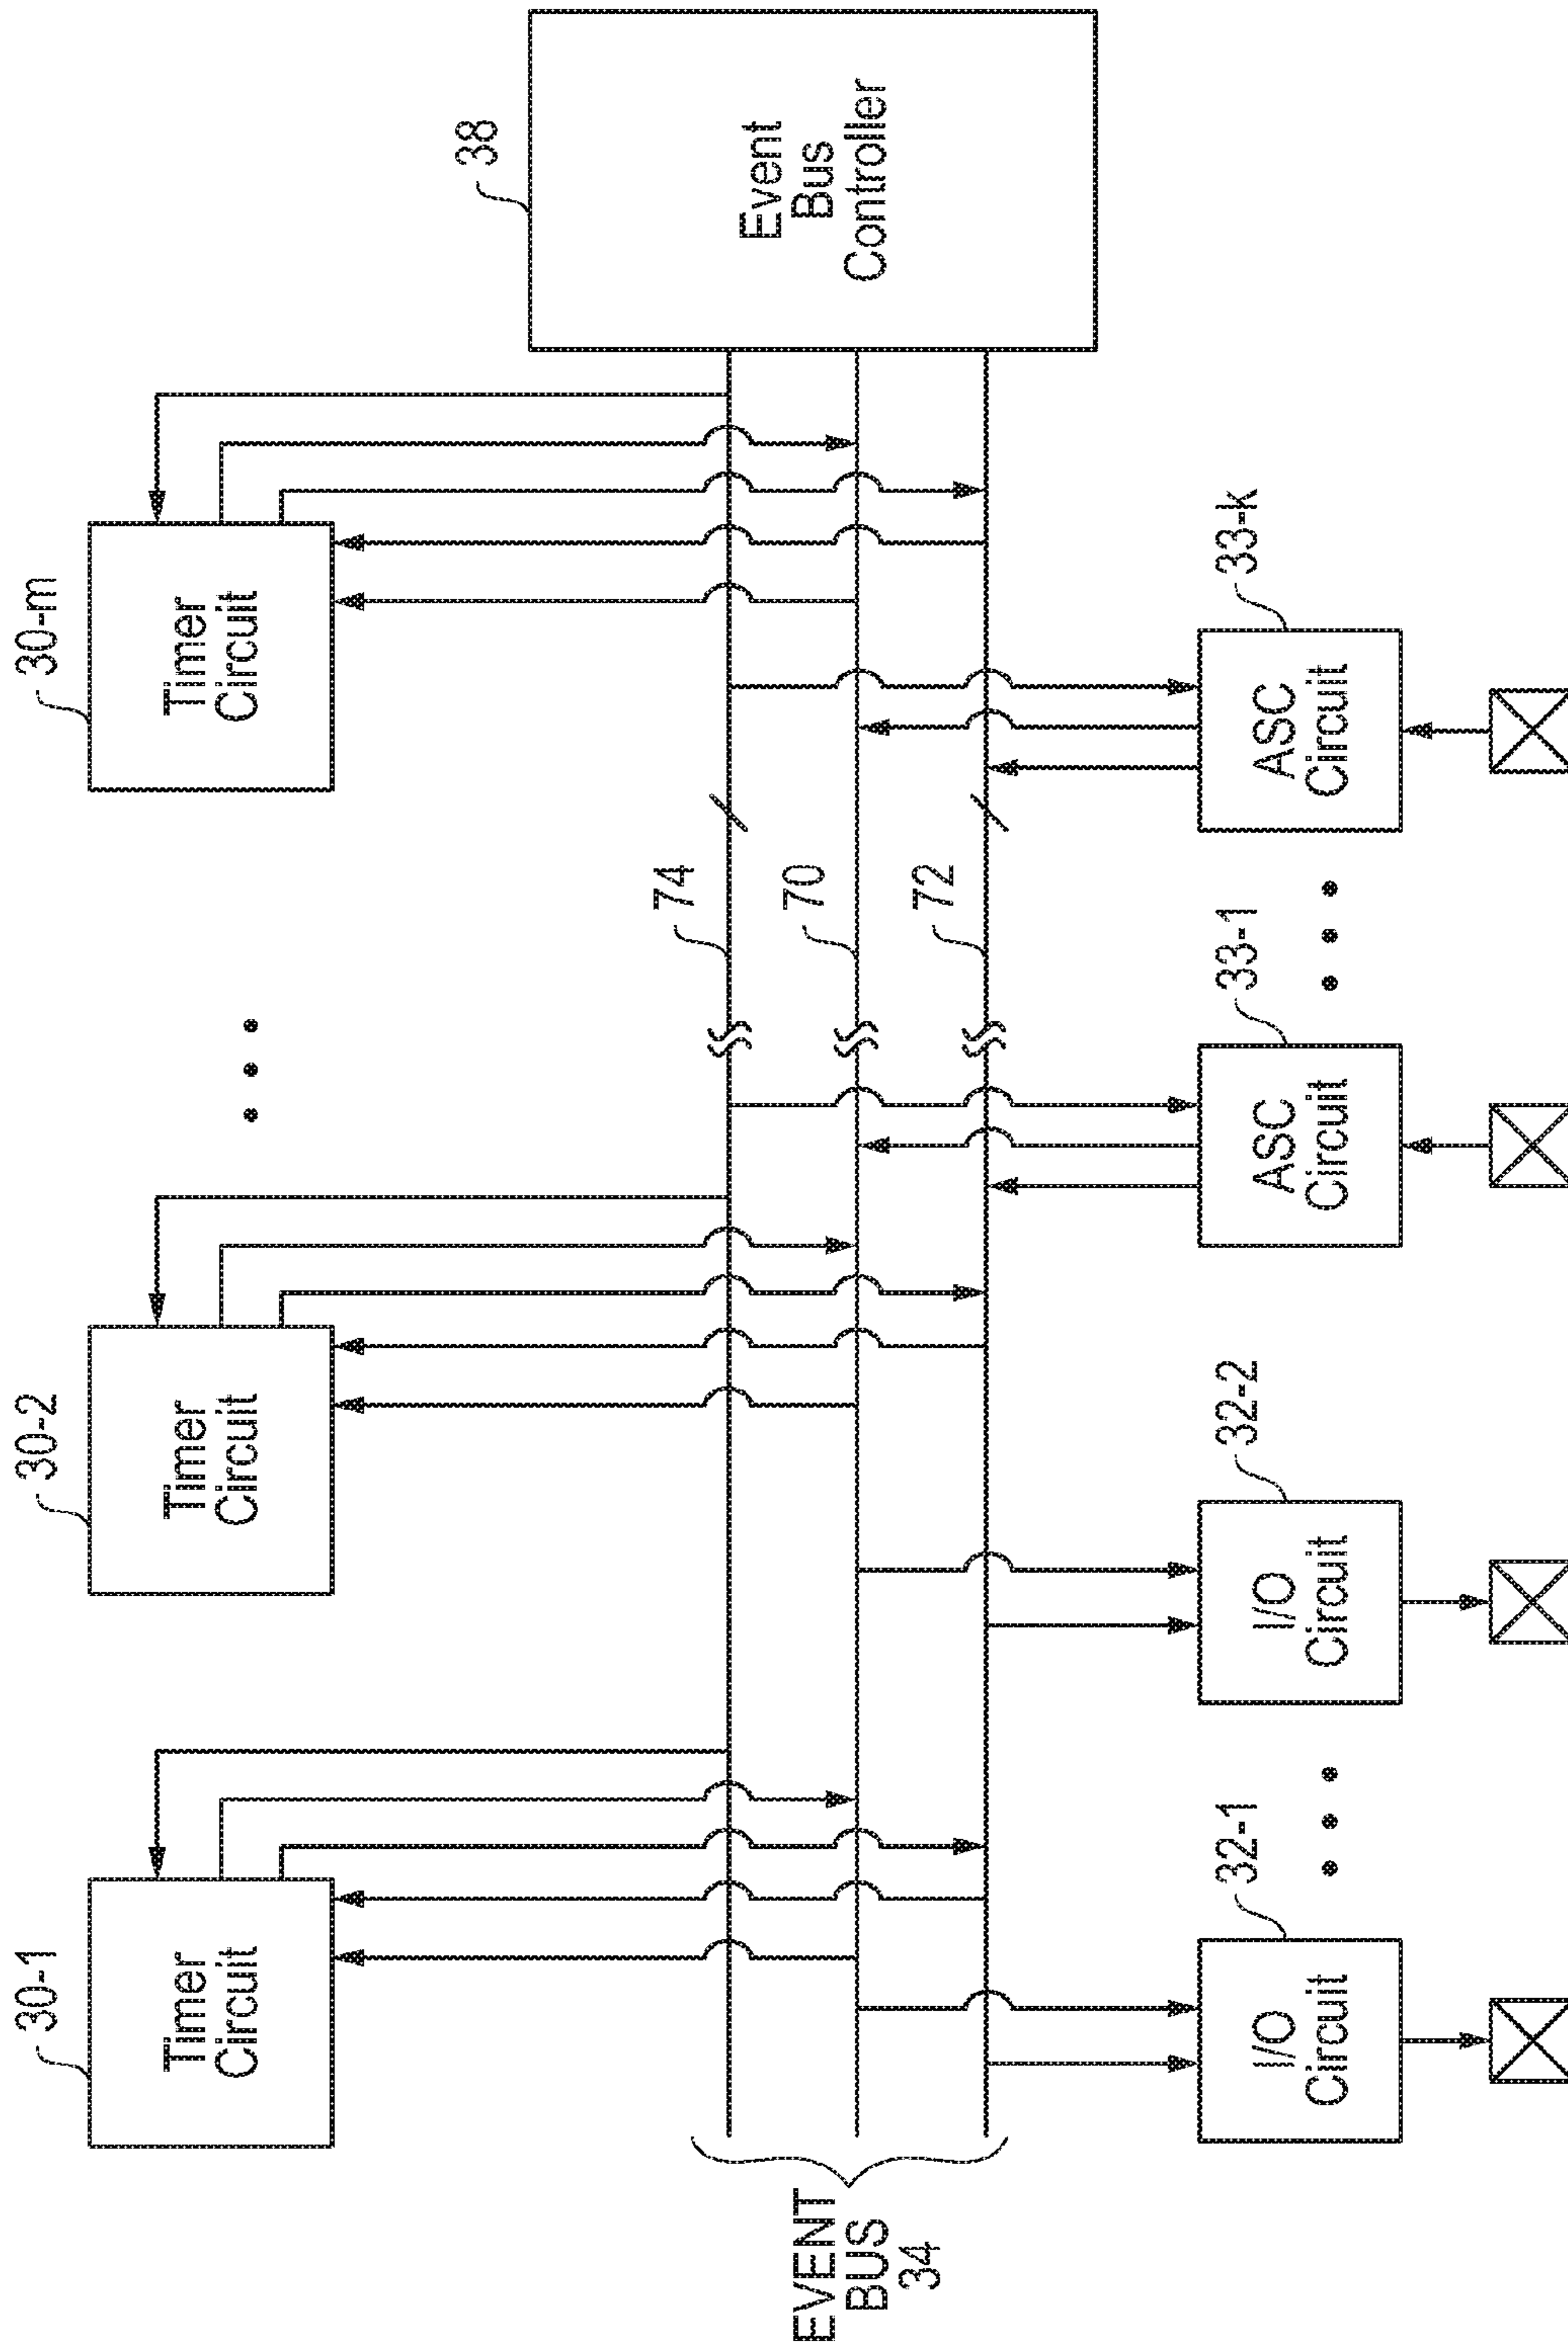 30-1
Timer
Circuit
30-2
Timer
Circuit
30-m
Timer
Circuit
38
Event
Bus
Controller
EVENT
BUS
34
74
70
72
32-1
I/O
Circuit
32-2
I/O
Circuit
33-1
ASC
Circuit
33-k
ASC
Circuit